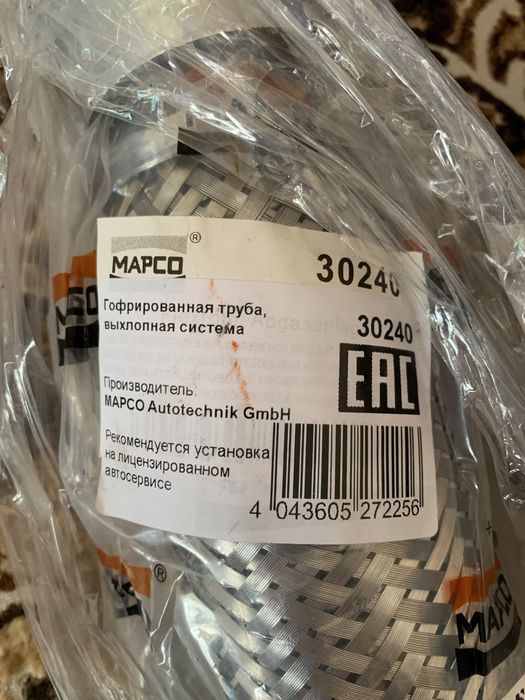 MAPCO ®
30240
Гофрированная труба,
выхлопная система
30240
EAC
Производитель:
MAPCO Autotechnik GmbH
Рекомендуется установка
на лицензированном
автосервисе
4 043605 272256
MAPCO
®